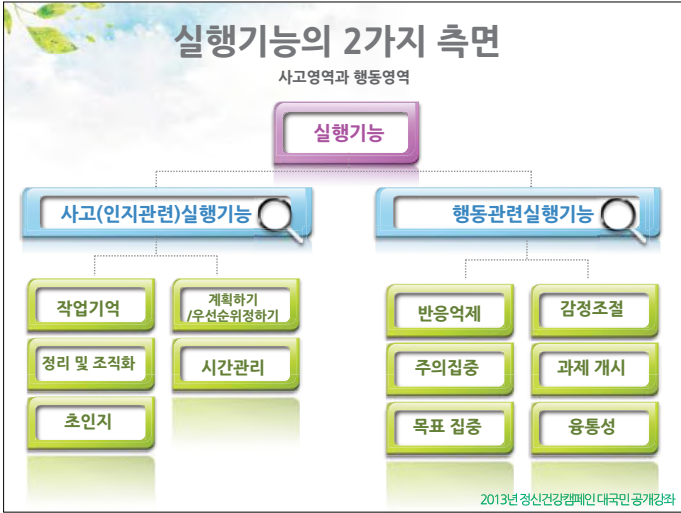 실행기능의 2가지 측면
사고영역과 행동영역
실행기능
사고(인지관련)실행기능
작업기억
계획하기
/우선순위정하기
정리 및 조직화
시간관리
초인지
행동관련실행기능
반응억제
감정조절
주의집중
과제 개시
목표 집중
융통성
2013년 정신건강캠페인 대국민 공개강좌